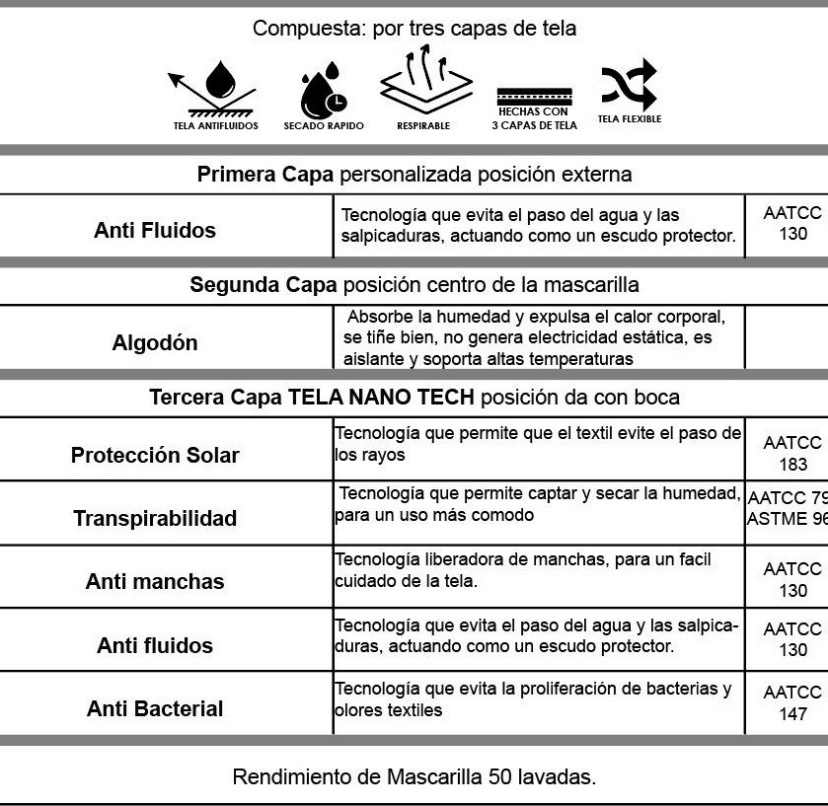 Compuesta: por tres capas de tela
TELA ANTIFLUIDOS
SECADO RAPIDO
RESPIRABLE
HECHAS CON
3 CAPAS DE TELA
TELA FLEXIBLE
Primera Capa personalizada posición externa
Anti Fluidos
Tecnología que evita el paso del agua y las
salpicaduras, actuando como un escudo protector.
AATCC
130
Segunda Capa posición centro de la mascarilla
Algodón
Absorbe la humedad y expulsa el calor corporal,
se tiñe bien, no genera electricidad estática, es
aislante y soporta altas temperaturas
Tercera Capa TELA NANO TECH posición da con boca
Protección Solar
Tecnología que permite que el textil evite el paso de
los rayos
AATCC
183
Transpirabilidad
Tecnología que permite captar y secar la humedad,
para un uso más comodo
AATCC 79
ASTME 96
Anti manchas
Tecnología liberadora de manchas, para un facil
cuidado de la tela.
AATCC
130
Anti fluidos
Tecnología que evita el paso del agua y las salpica-
duras, actuando como un escudo protector.
AATCC
130
Anti Bacterial
Tecnología que evita la proliferación de bacterias y
olores textiles
AATCC
147
Rendimiento de Mascarilla 50 lavadas.